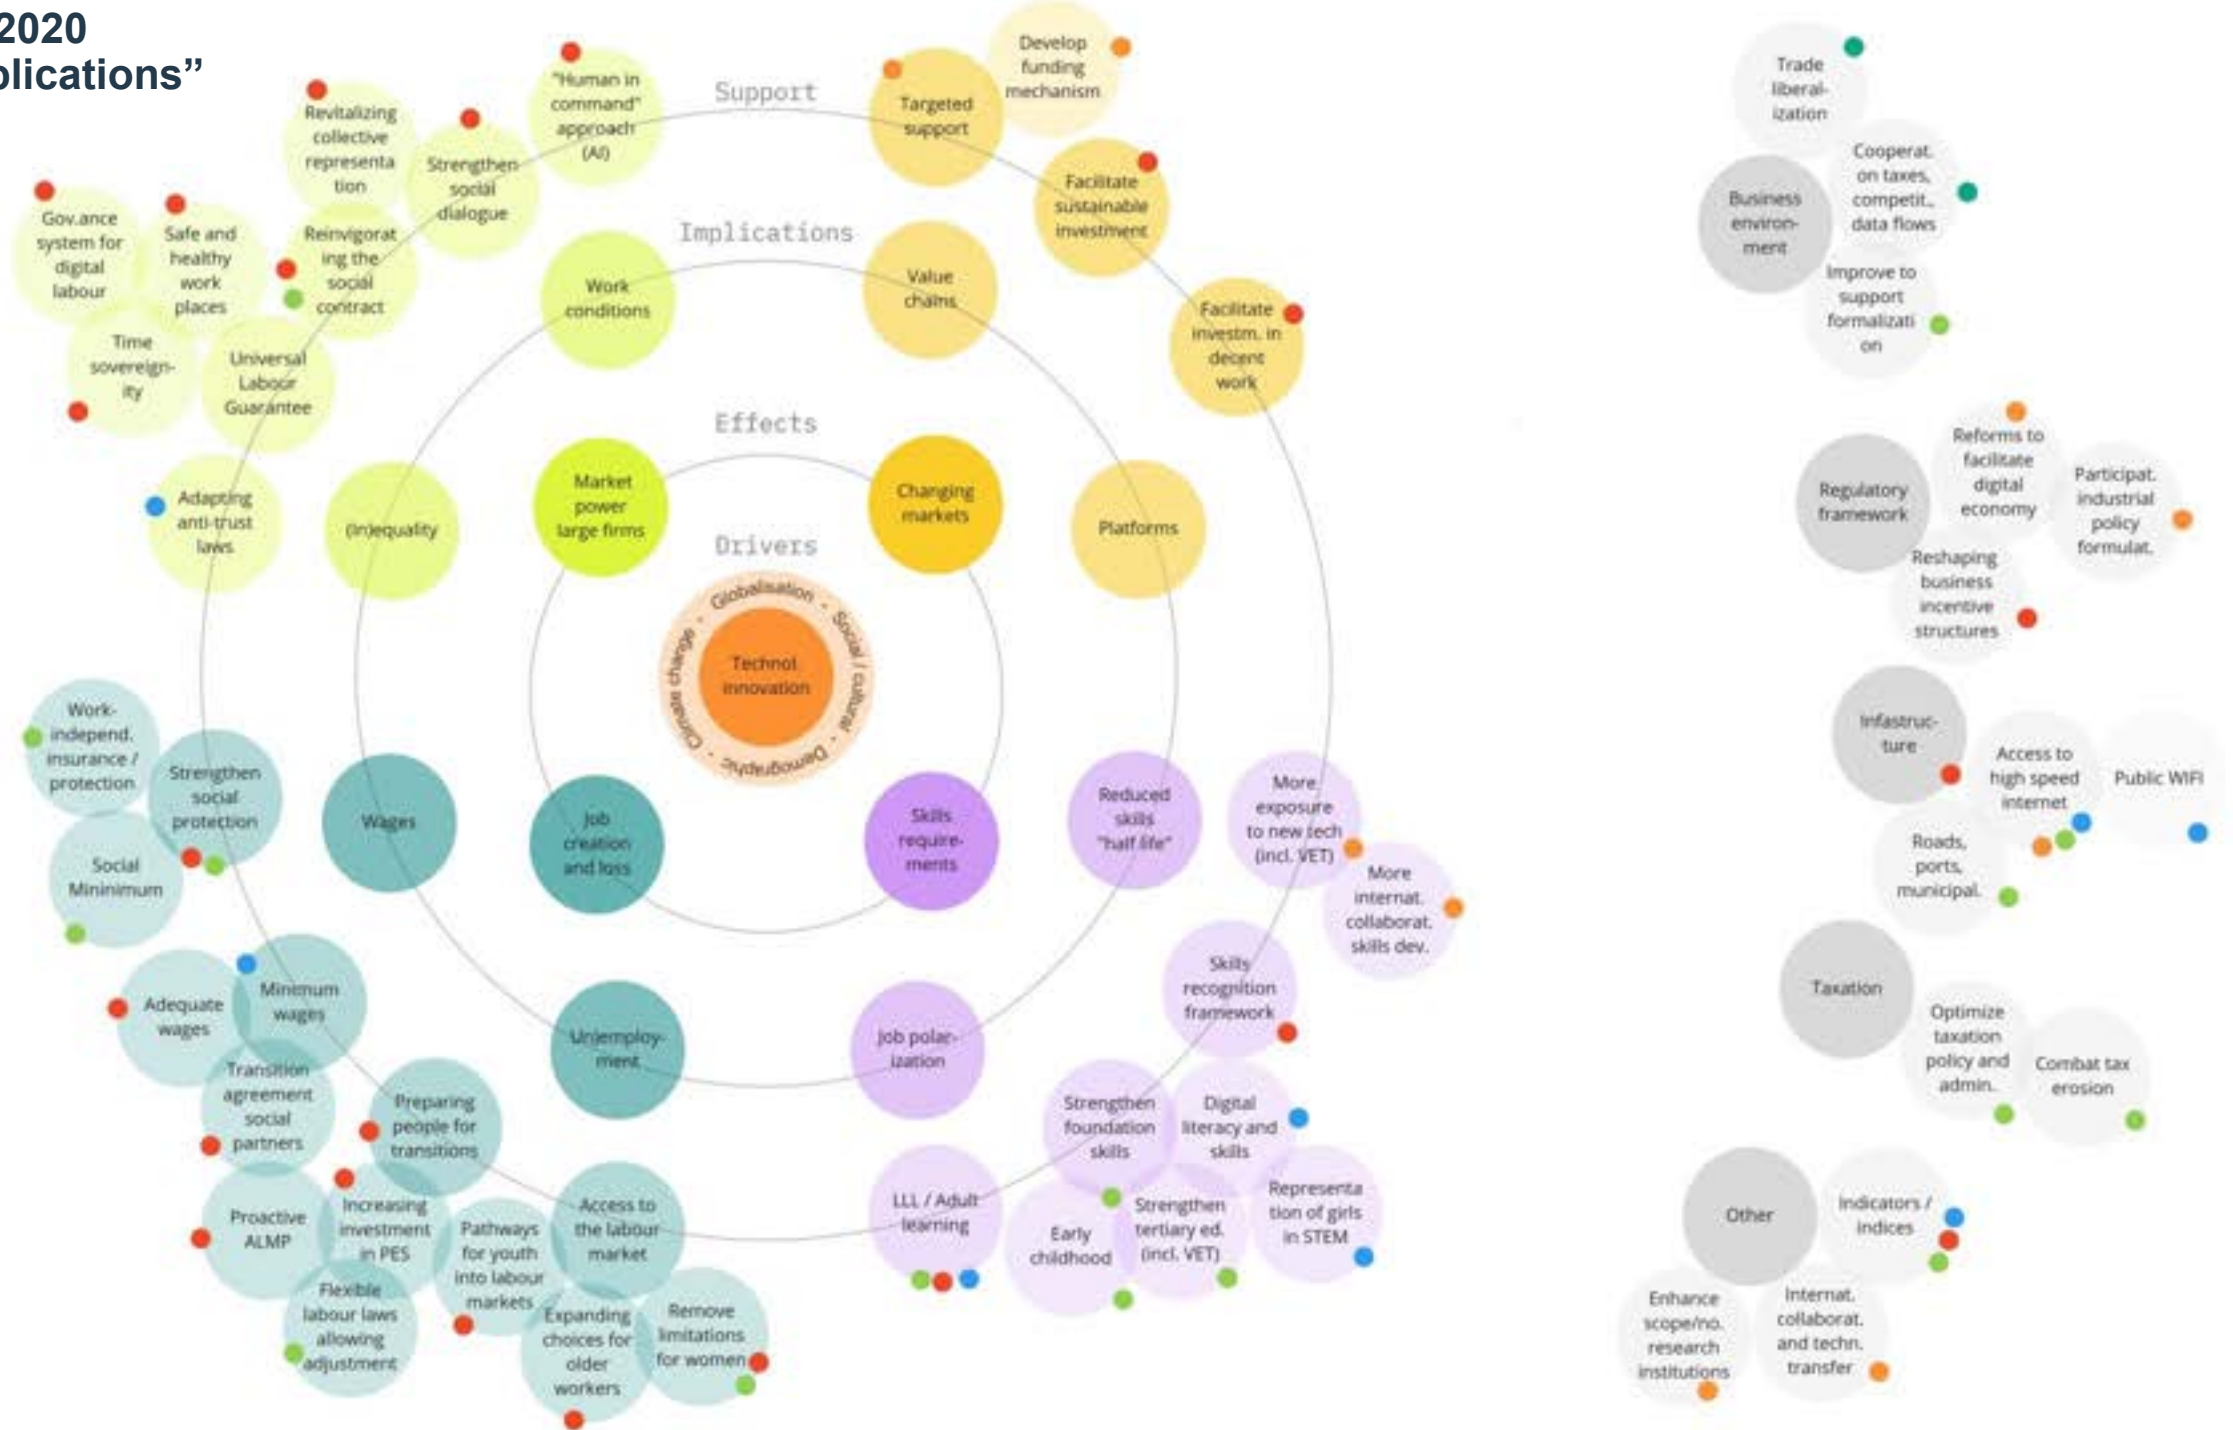 2020
plications”
Support
Implications
Effects
Drivers
Globalisation - Social / cultural - Demographic - Climate change -
Technol.
innovation
Market
power
large firms
Changing
markets
Job
creation
and loss
Skills
require-
ments
Work
conditions
Value
chains
(In)equality
Platforms
Wages
Reduced
skills
"half life"
Un)employ-
ment
Job polar-
ization
"Human in
command"
approach
(AI)
Revitalizing
collective
representa
tion
Strengthen
social
dialogue
Gov.ance
system for
digital
labour
Safe and
healthy
work
places
Reinvigorat
ing the
social
contract
Time
sovereign-
ity
Universal
Labour
Guarantee
Adapting
anti-trust
laws
Targeted
support
Develop
funding
mechanism
Facilitate
sustainable
investment
Facilitate
investm. in
decent
work
Work-
independ.
insurance /
protection
Strengthen
social
protection
Social
Mininimum
Adequate
wages
Minimum
wages
Transition
agreement
social
partners
Preparing
people for
transitions
Proactive
ALMP
Increasing
investment
in PES
Pathways
for youth
into labour
markets
Access to
the labour
market
Flexible
labour laws
allowing
adjustment
Expanding
choices for
older
workers
Remove
limitations
for women
More
exposure
to new tech
(incl. VET)
More
internat.
collaborat.
skills dev.
Skills
recognition
framework
Strengthen
foundation
skills
Digital
literacy and
skills
LLL / Adult
learning
Early
childhood
Strengthen
tertiary ed.
(incl. VET)
Representa
tion of girls
in STEM
Trade
liberal-
ization
Business
environ-
ment
Cooperat.
on taxes,
competit.,
data flows
Improve to
support
formalizati
on
Regulatory
framework
Reforms to
facilitate
digital
economy
Participat.
industrial
policy
formulat.
Reshaping
business
incentive
structures
Infastruc-
ture
Access to
high speed
internet
Public WIFI
Roads,
ports,
municipal.
Taxation
Optimize
taxation
policy and
admin.
Combat tax
erosion
Other
Indicators /
indices
Enhance
scope/no.
research
institutions
Internat.
collaborat.
and techn.
transfer